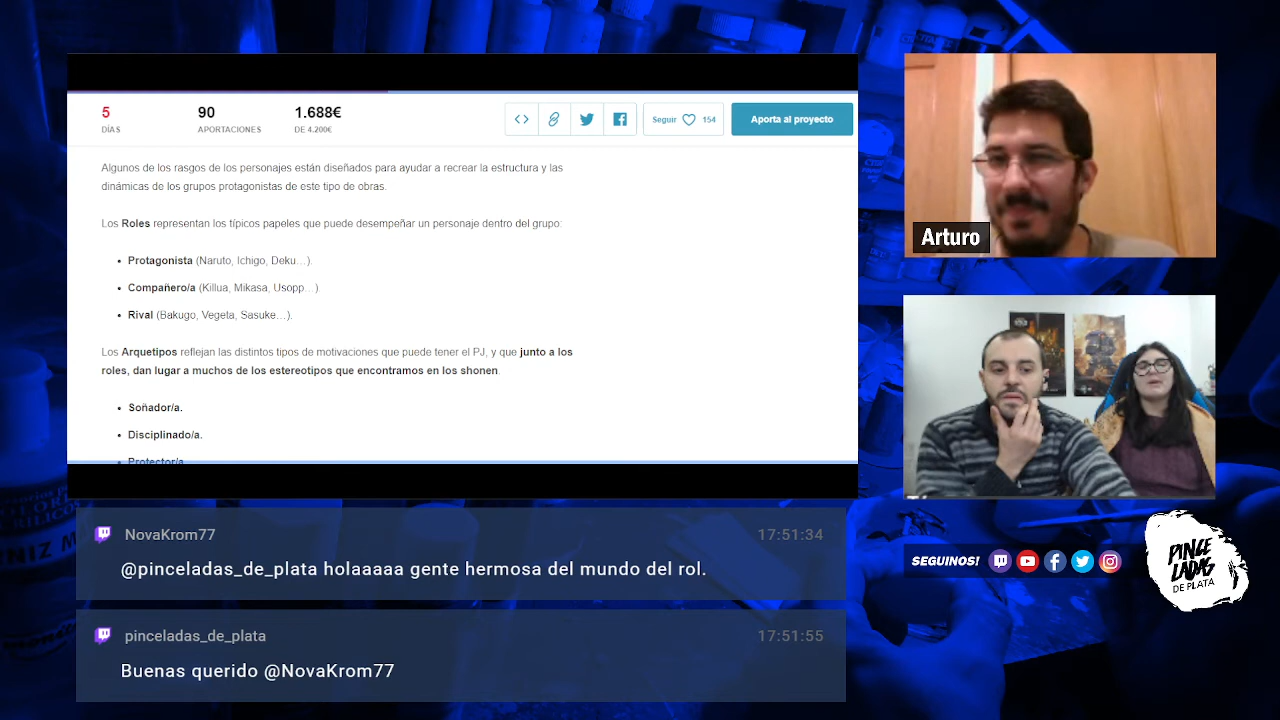 5
DÍAS
90
APORTACIONES
1.688€
DE 4.200€
Seguir 154
Aporta al proyecto
Algunos de los rasgos de los personajes están diseñados para ayudar a recrear la estructura y las
dinámicas de los grupos protagonistas de este tipo de obras.
Los Roles representan los típicos papeles que puede desempeñar un personaje dentro del grupo:
• Protagonista (Naruto, Ichigo, Deku…).
• Compañero/a (Killua, Mikasa, Usopp…).
• Rival (Bakugo, Vegeta, Sasuke…).
Los Arquetipos reflejan las distintos tipos de motivaciones que puede tener el PJ, y que junto a los
roles, dan lugar a muchos de los estereotipos que encontramos en los shonen.
• Soñador/a.
• Disciplinado/a.
• Protector/a
Arturo
NovaKrom77
17:51:34
@pinceladas_de_plata holaaaaa gente hermosa del mundo del rol.
pinceladas_de_plata
17:51:55
Buenas querido @NovaKrom77
SEGUINOS!
PINCE
LADAS
DE PLATA